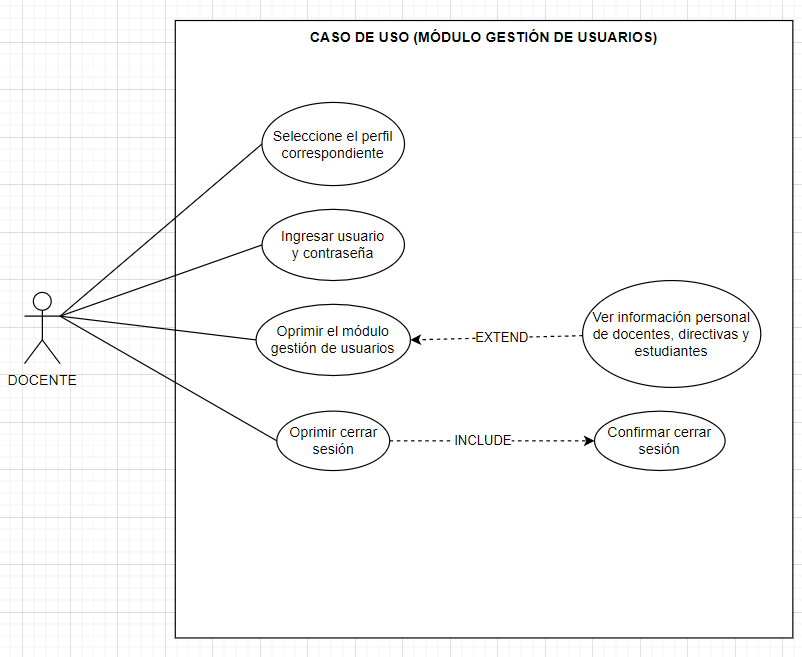 CASO DE USO (MÓDULO GESTIÓN DE USUARIOS)
Seleccione el perfil
correspondiente
Ingresar usuario
y contraseña
Oprimir el módulo
gestión de usuarios
EXTEND
Ver información personal
de docentes, directivas y
estudiantes
DOCENTE
Oprimir cerrar
sesión
INCLUDE
Confirmar cerrar
sesión